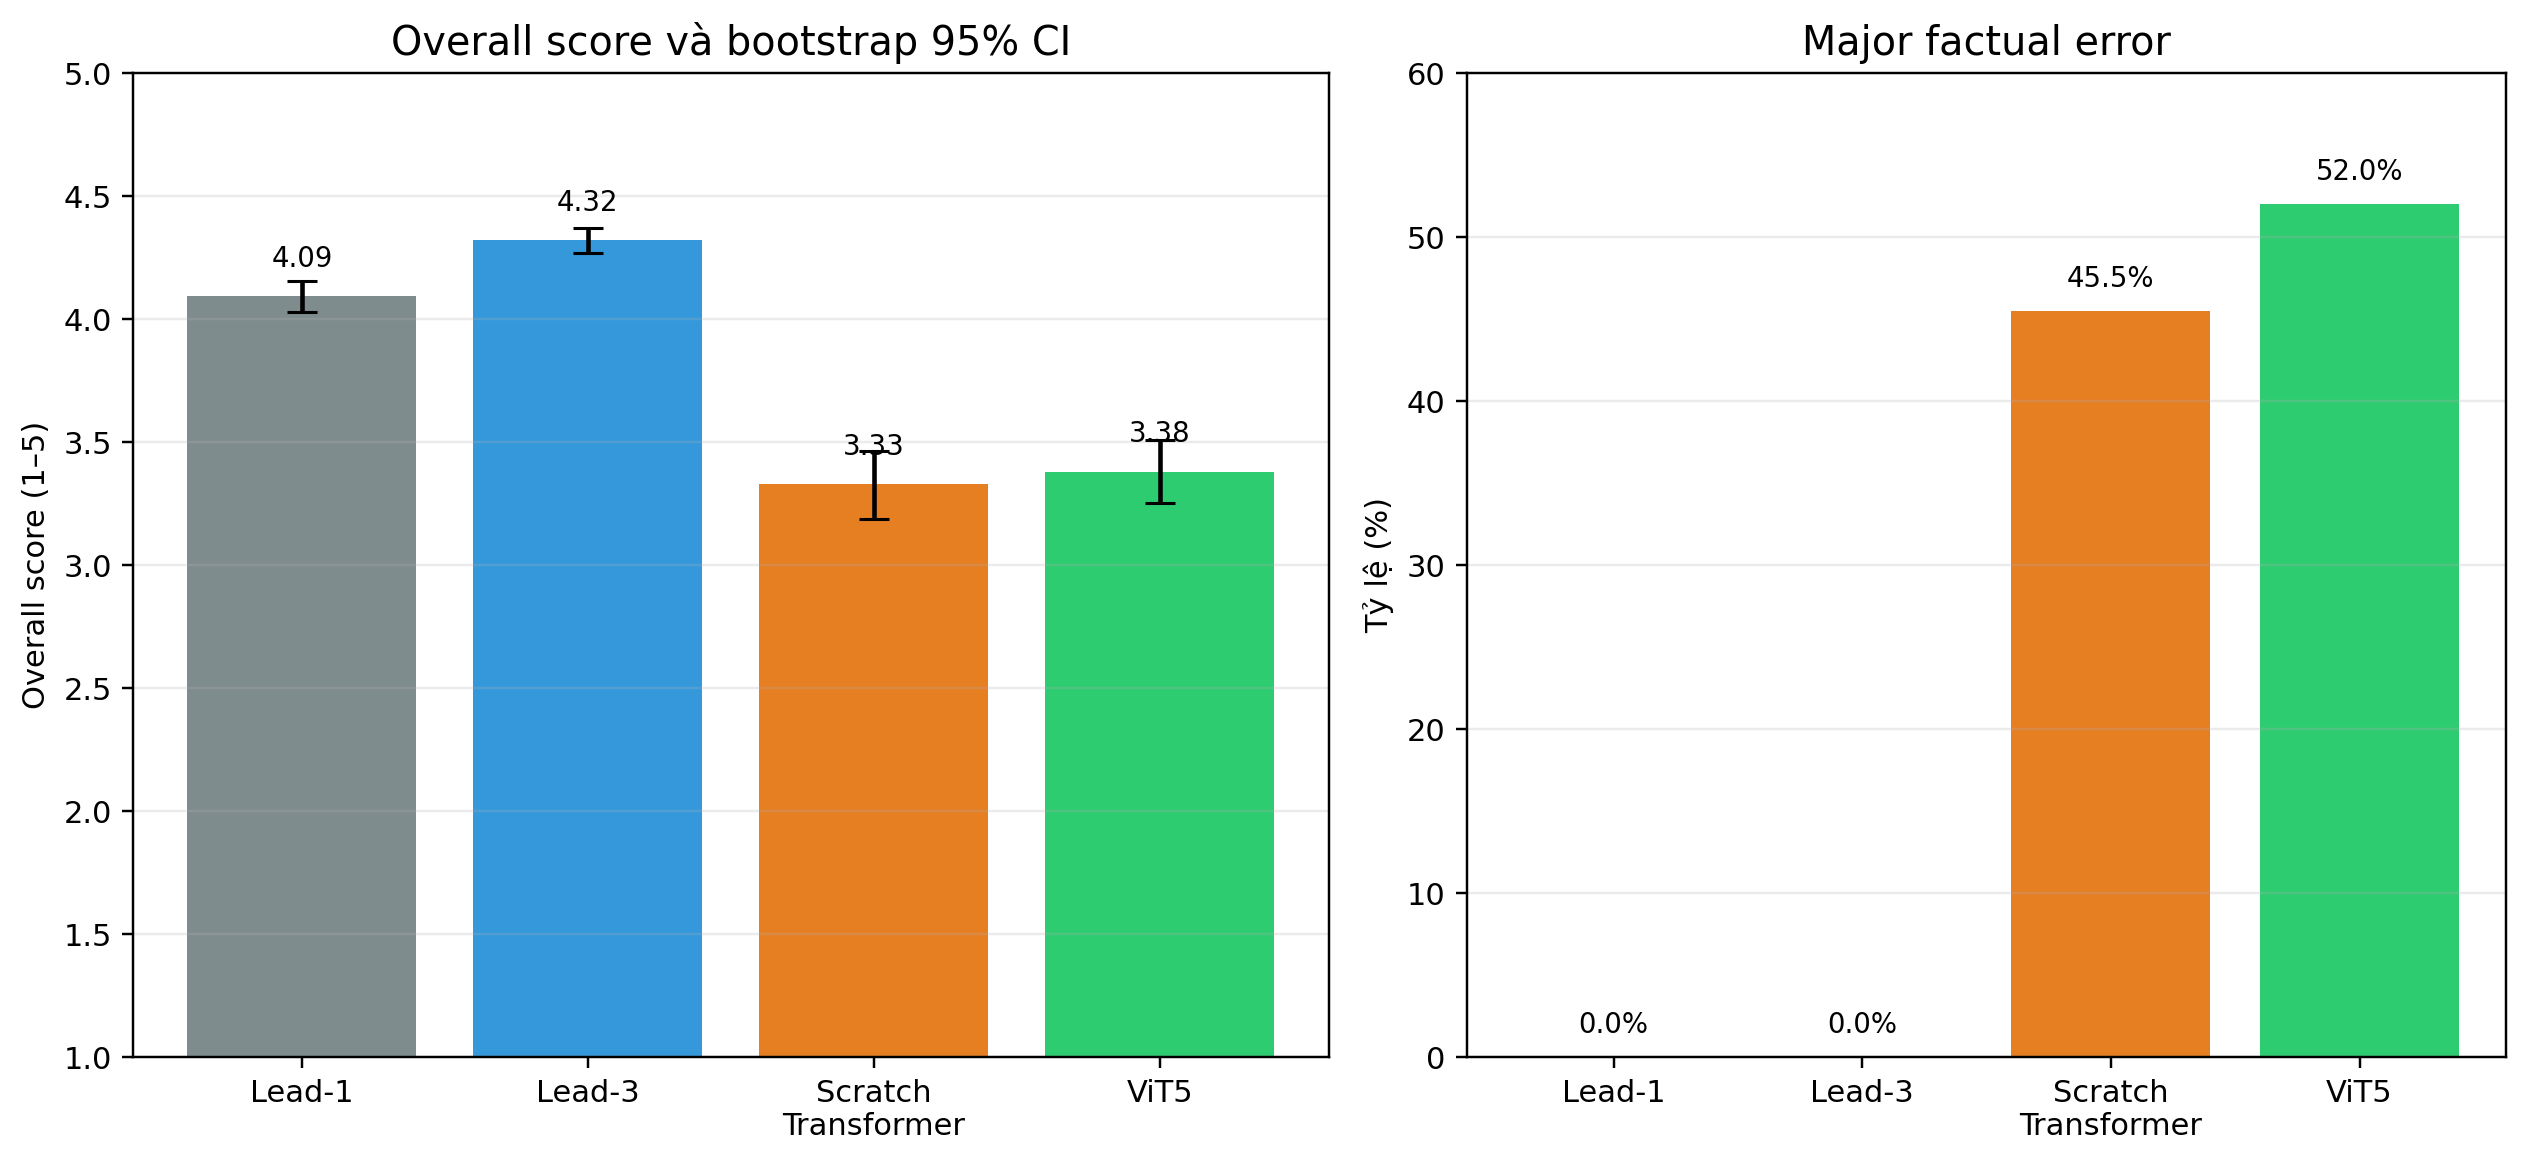 Overall score và bootstrap 95% CI
Overall score (1–5)
5.0
4.5
4.0
3.5
3.0
2.5
2.0
1.5
1.0
4.09
4.32
3.33
3.38
Lead-1
Lead-3
Scratch
Transformer
ViT5
Major factual error
Tỷ lệ (%)
60
50
40
30
20
10
0
0.0%
0.0%
45.5%
52.0%
Lead-1
Lead-3
Scratch
Transformer
ViT5